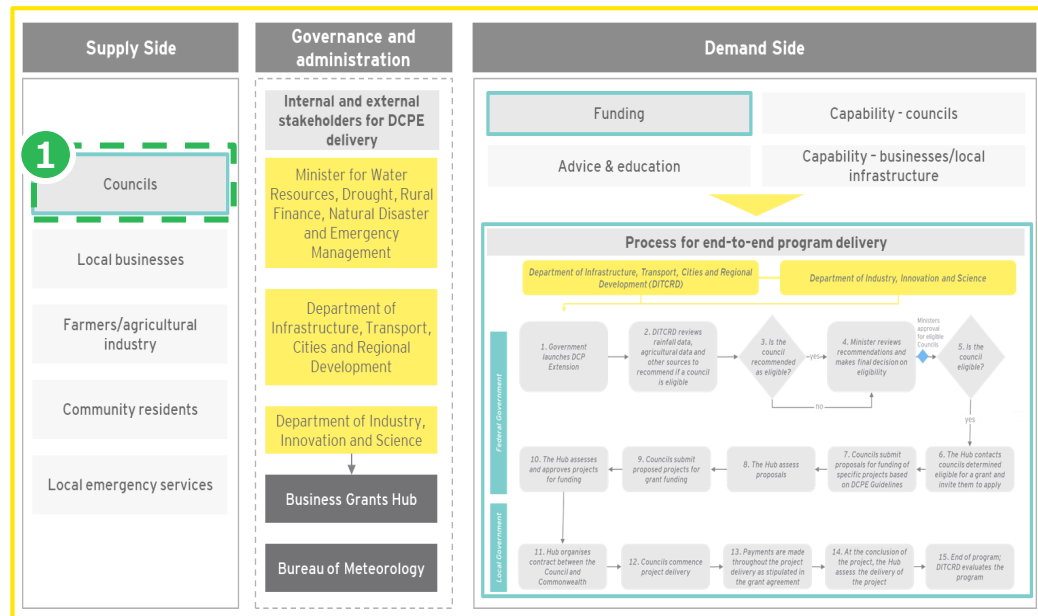 Supply Side
Governance and
administration
Demand Side
1
Councils
Local businesses
Farmers/agricultural
industry
Community residents
Local emergency services
Internal and external
stakeholders for DCPE
delivery
Minister for Water
Resources, Drought, Rural
Finance, Natural Disaster
and Emergency
Management
Department of
Infrastructure, Transport,
Cities and Regional
Development
Department of Industry,
Innovation and Science
Business Grants Hub
Bureau of Meteorology
Funding
Capability - councils
Advice & education
Capability – businesses/local
infrastructure
Process for end-to-end program delivery
Department of Infrastructure, Transport, Cities and Regional
Development (DITCRD)
Department of Industry, Innovation and Science
Federal Government
1. Government
launches DCP
Extension
2. DITCRD reviews
rainfall data,
agricultural data and
other sources to
recommend if a council
is eligible
3. Is the
council
recommended
as eligible?
yes
no
4. Minister reviews
recommendations and
makes final decision on
eligibility
Ministers
approval
for eligible
Councils
5. Is the
council
eligible?
yes
10. The Hub assesses
and approves projects
for funding
9. Councils submit
proposed projects for
grant funding
8. The Hub assess
proposals
7. Councils submit
proposals for funding of
specific projects based
on DCPE Guidelines
6. The Hub contacts
councils determined
eligible for a grant and
invite them to apply
Local Government
11. Hub organises
contract between the
Council and
Commonwealth
12. Councils commence
project delivery
13. Payments are made
throughout the project
delivery as stipulated in
the grant agreement
14. At the conclusion of
the project, the Hub
assess the delivery of
the project
15. End of program;
DITCRD evaluates the
program